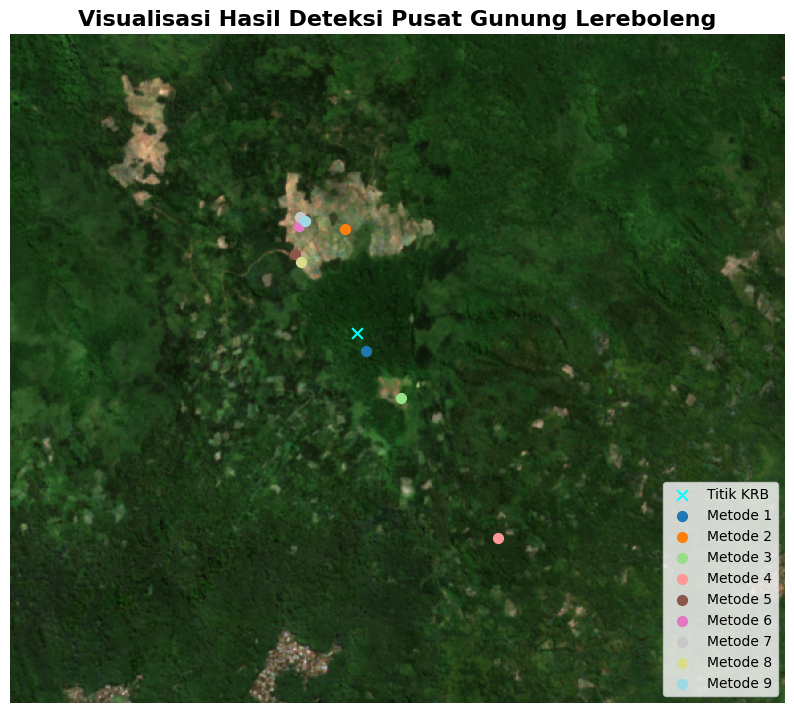 Visualisasi Hasil Deteksi Pusat Gunung Lereboleng
Titik KRB
Metode 1
Metode 2
Metode 3
Metode 4
Metode 5
Metode 6
Metode 7
Metode 8
Metode 9